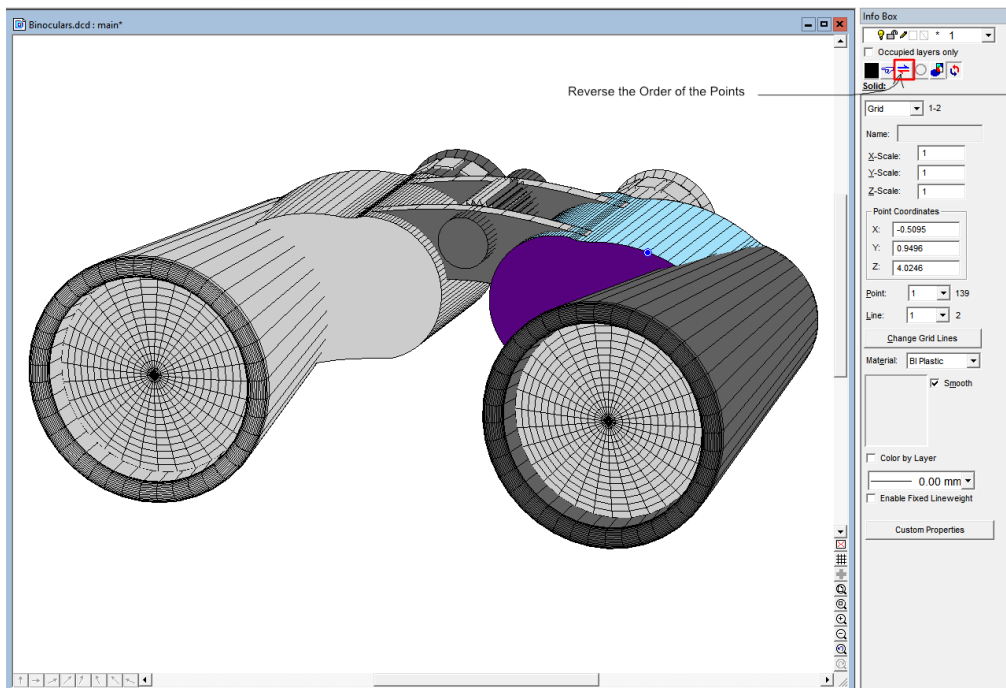 Binoculars.dcd : main*
Info Box
* 1
Occupied layers only
Reverse the Order of the Points
Solid:
Grid 1-2
Name:
X-Scale: 1
Y-Scale: 1
Z-Scale: 1
Point Coordinates
X: -0.5095
Y: 0.9496
Z: 4.0246
Point: 1 139
Line: 1 2
Change Grid Lines
Material: Bl Plastic
Smooth
Color by Layer
0.00 mm
Enable Fixed Lineweight
Custom Properties